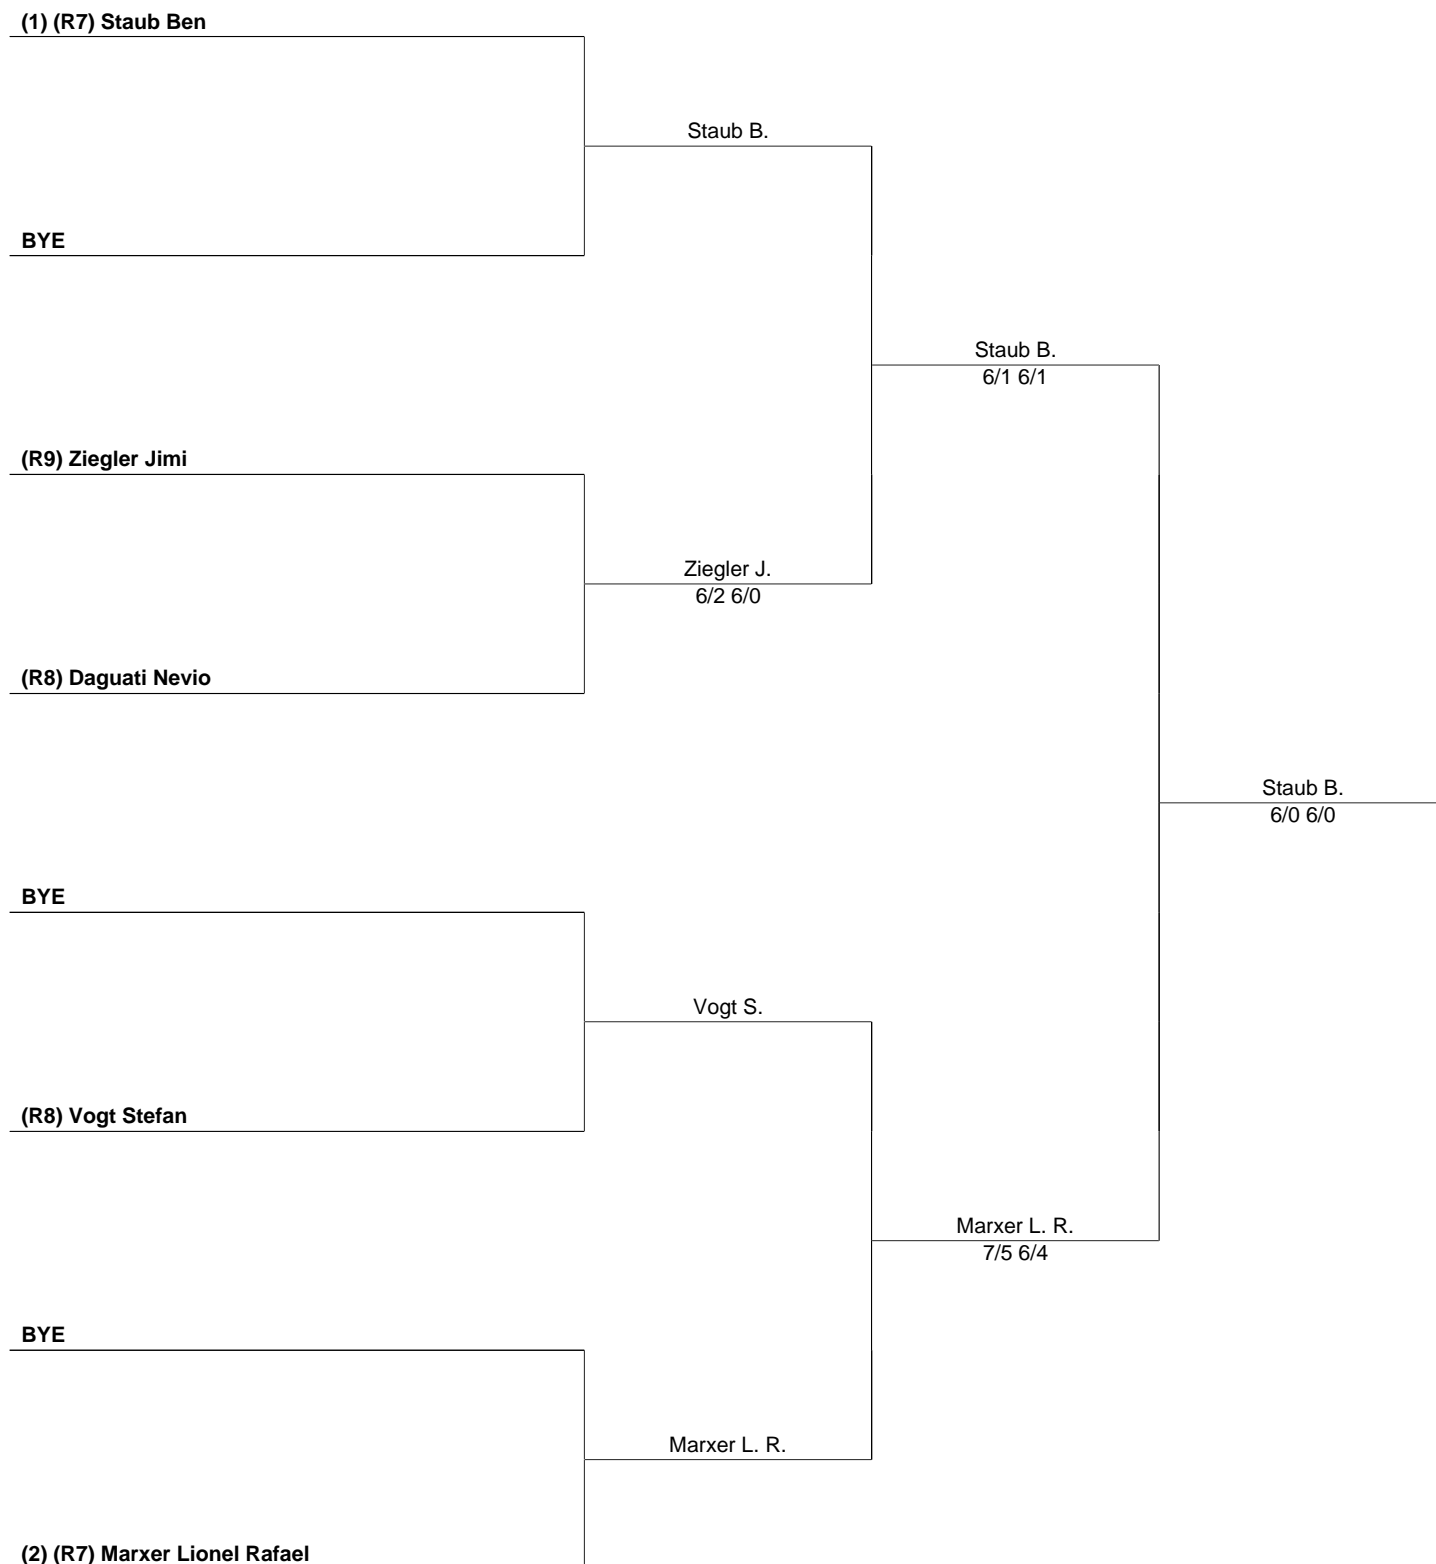 (1) (R7) Staub Ben
Staub B.
BYE
Staub B.
6/1 6/1
(R9) Ziegler Jimi
Ziegler J.
6/2 6/0
(R8) Daguati Nevio
Staub B.
6/0 6/0
BYE
Vogt S.
(R8) Vogt Stefan
Marxer L. R.
7/5 6/4
BYE
Marxer L. R.
(2) (R7) Marxer Lionel Rafael